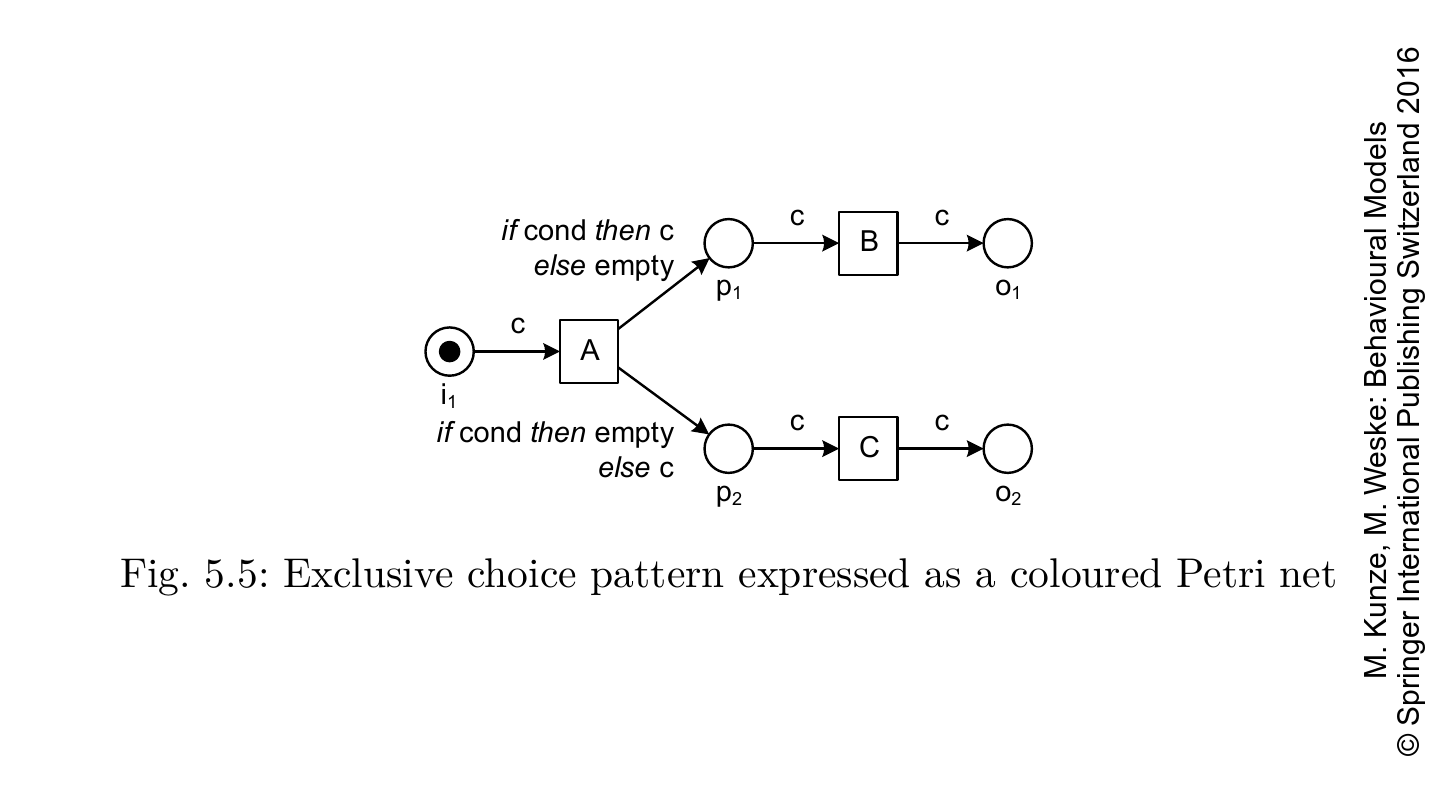 if cond then c
else empty
c
c
B
p₁
o₁
c
A
i₁
if cond then empty
else c
c
c
C
p₂
o₂
Fig. 5.5: Exclusive choice pattern expressed as a coloured Petri net
M. Kunze, M. Weske: Behavioural Models
© Springer International Publishing Switzerland 2016